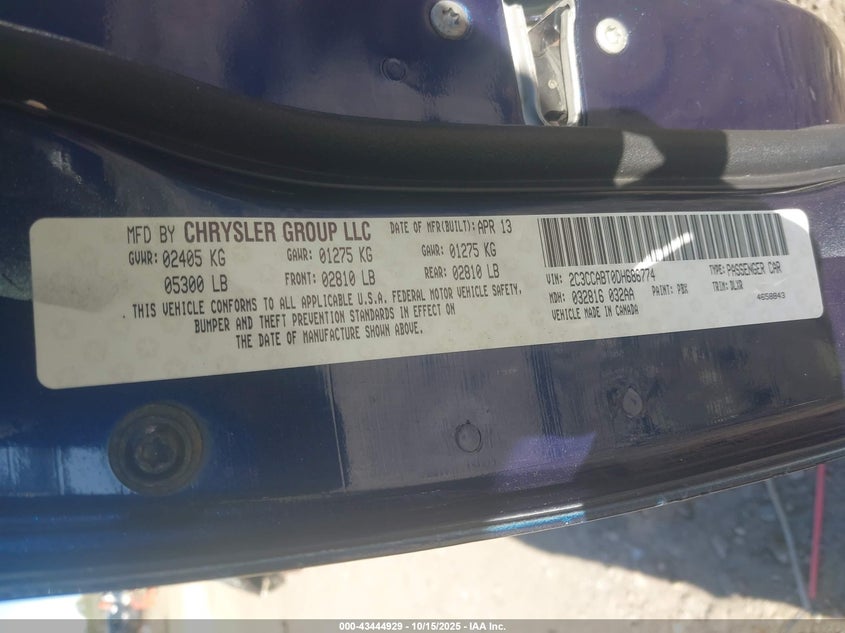 MFD BY CHRYSLER GROUP LLC DATE OF MFR(BUILT): APR 13
GVWR: 02405 KG GAWR: 01275 KG GAWR: 01275 KG
05300 LB FRONT: 02810 LB REAR: 02810 LB
THIS VEHICLE CONFORMS TO ALL APPLICABLE U.S.A. FEDERAL MOTOR VEHICLE SAFETY,
BUMPER AND THEFT PREVENTION STANDARDS IN EFFECT ON
THE DATE OF MANUFACTURE SHOWN ABOVE.
VIN: 2C3CCABT0DH686774 TYPE: PASSENGER CAR
MDH: 032816 032AA PAINT: PBX TRIM: DLXR
VEHICLE MADE IN CANADA 4658843
000-43444929 - 10/15/2025 - IAA Inc.